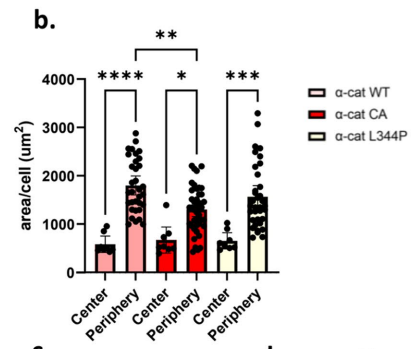 b.
**
**** * ***
4000
3000
2000
1000
0
area/cell (um²)
Center
Periphery
Center
Periphery
Center
Periphery
α-cat WT
α-cat CA
α-cat L344P